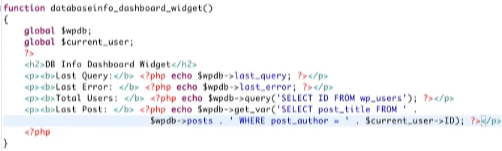 function databaseinfo_dashboard_widget()
{
global $wpdb;
global $current_user;
?>
<h2>DB Info Dashboard Widget</h2>
<p><b>Last Query:</b> <?php echo $wpdb->last_query; ?></p>
<p><b>Last Error: </b> <?php echo $wpdb->last_error; ?></p>
<p><b>Total Users: </b> <?php echo $wpdb->query('SELECT ID FROM wp_users'); ?></p>
<p><b>Last Post: </b> <?php echo $wpdb->get_var('SELECT post_title FROM ' .
$wpdb->posts . ' WHERE post_author = ' . $current_user->ID); ?></p>
<?php
}